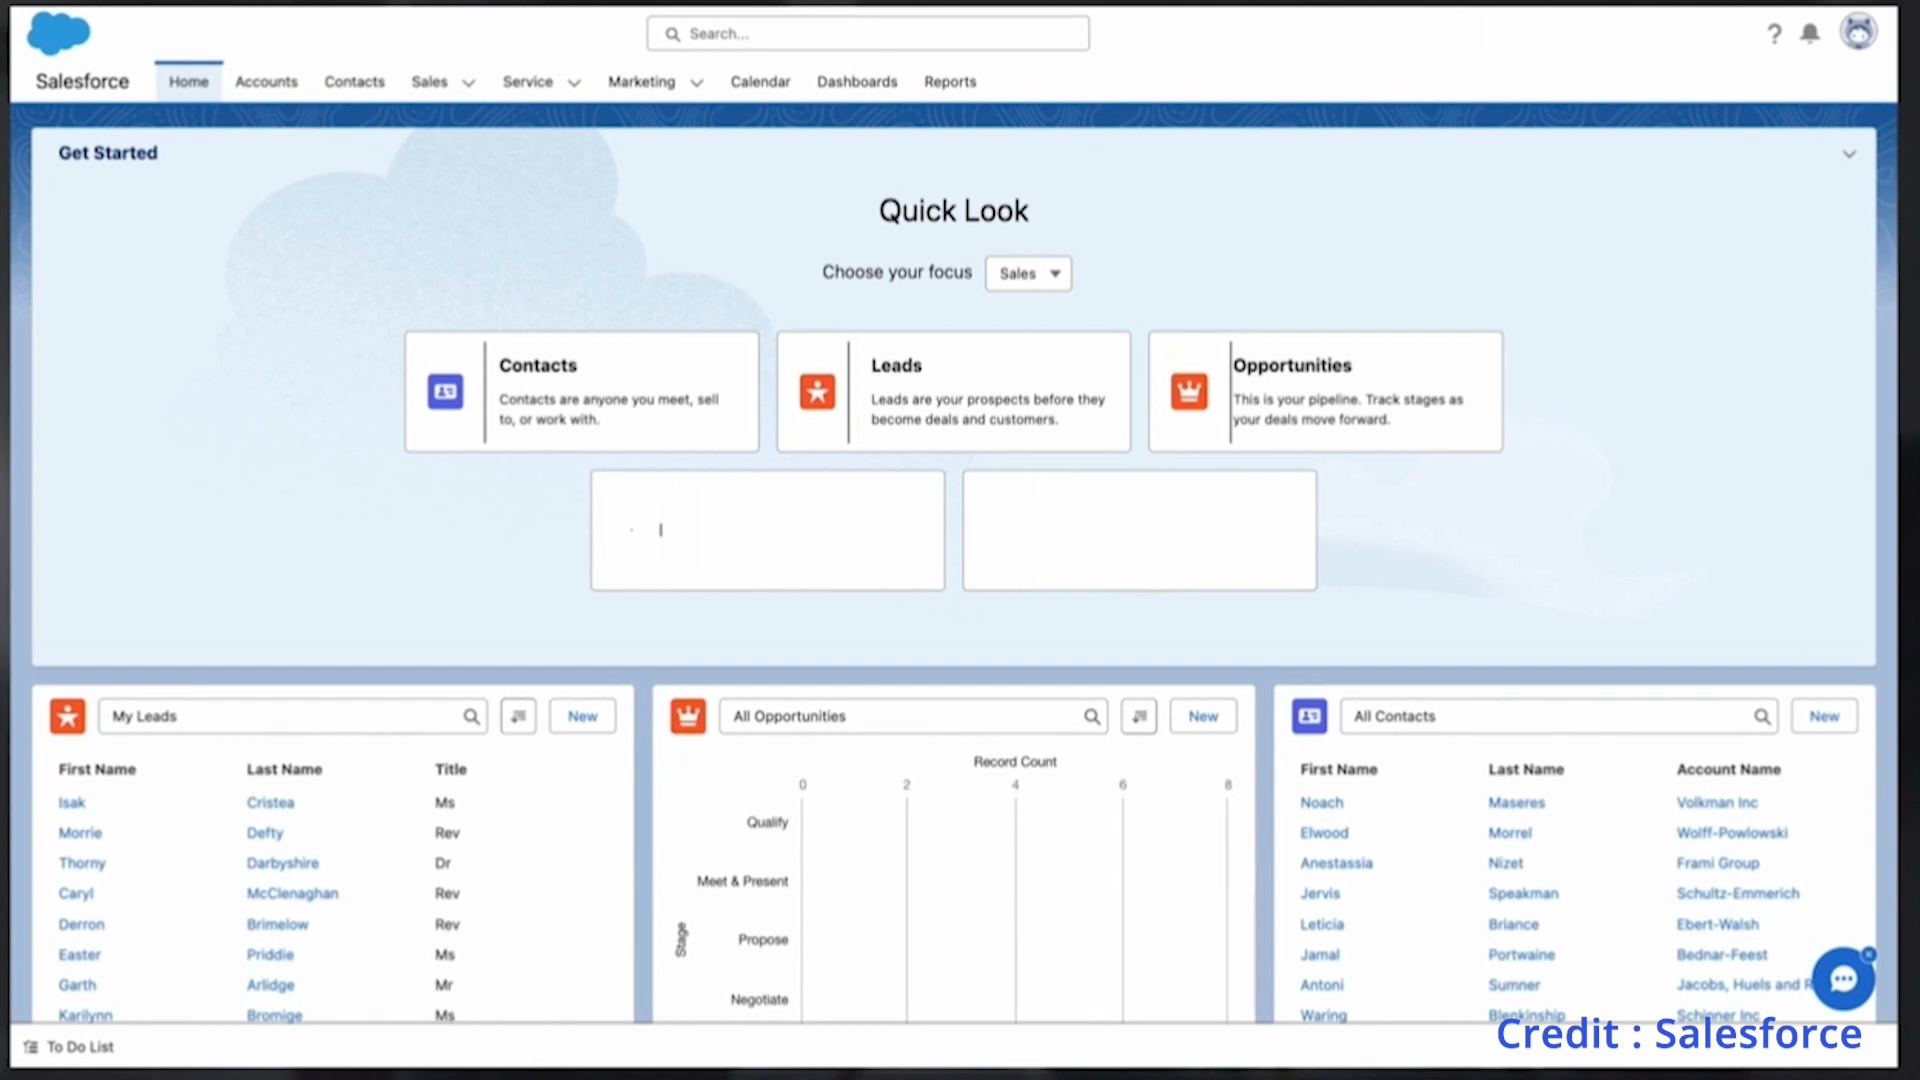 Search...
Salesforce
Home Accounts Contacts Sales Service Marketing Calendar Dashboards Reports
Get Started
Quick Look
Choose your focus Sales
Contacts
Contacts are anyone you meet, sell
to, or work with.
Leads
Leads are your prospects before they
become deals and customers.
Opportunities
This is your pipeline. Track stages as
your deals move forward.
My Leads New
First Name Last Name Title
Isak Cristea Ms
Morrie Defty Rev
Thorny Darbyshire Dr
Caryl McClenaghan Rev
Derron Brimelow Rev
Easter Priddie Ms
Garth Arlidge Mr
Karilynn Bromige Ms
All Opportunities New
Record Count
0 2 4 6 8
Stage
Qualify
Meet & Present
Propose
Negotiate
All Contacts New
First Name Last Name Account Name
Noach Maseres Volkman Inc
Elwood Morrel Wolff-Powlowski
Anestassia Nizet Frami Group
Jervis Speakman Schultz-Emmerich
Leticia Briance Ebert-Walsh
Jamal Portwaine Bednar-Feest
Antoni Sumner Jacobs, Huels and R
Waring Blenkinship Schinner Inc
To Do List
Credit : Salesforce